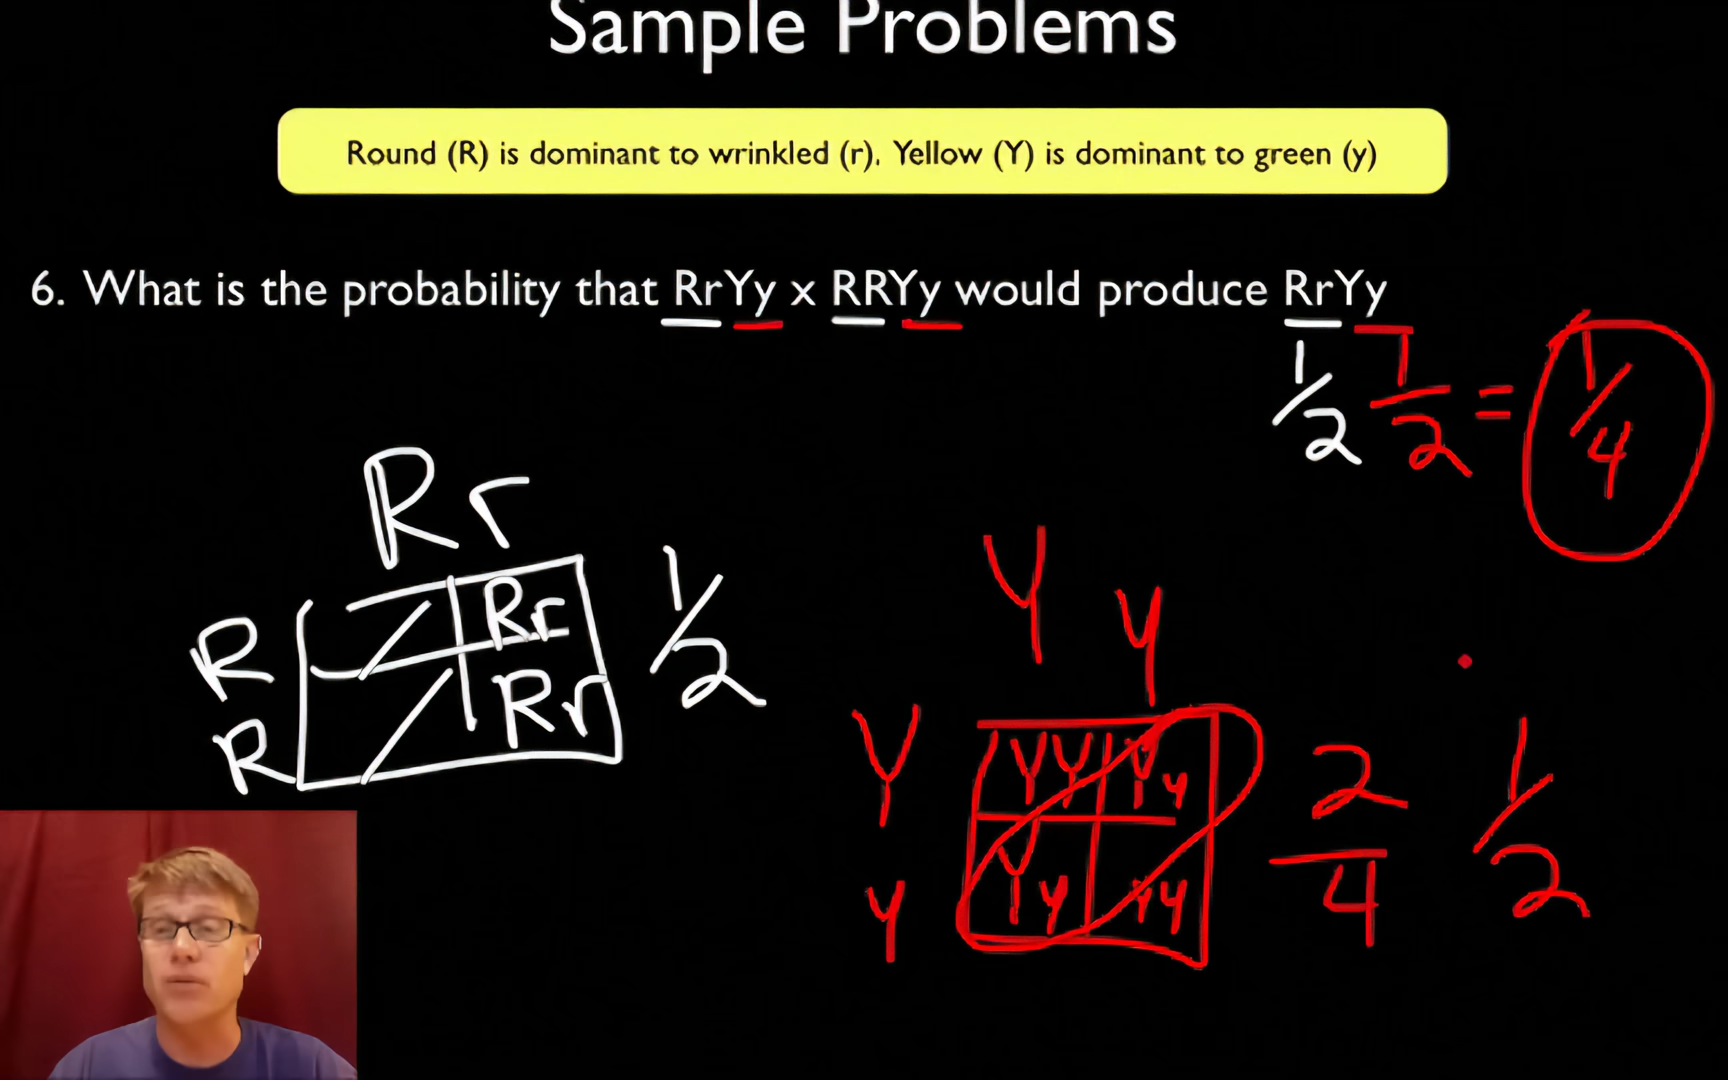 Sample Problems
Round (R) is dominant to wrinkled (r). Yellow (Y) is dominant to green (y)
6. What is the probability that RrYy x RRYy would produce RrYy
1/2 1/2 = 1/4
R r
R Rr 1/2
R Rr
Y y
Y YY Yy 2/4 1/2
y Yy yy